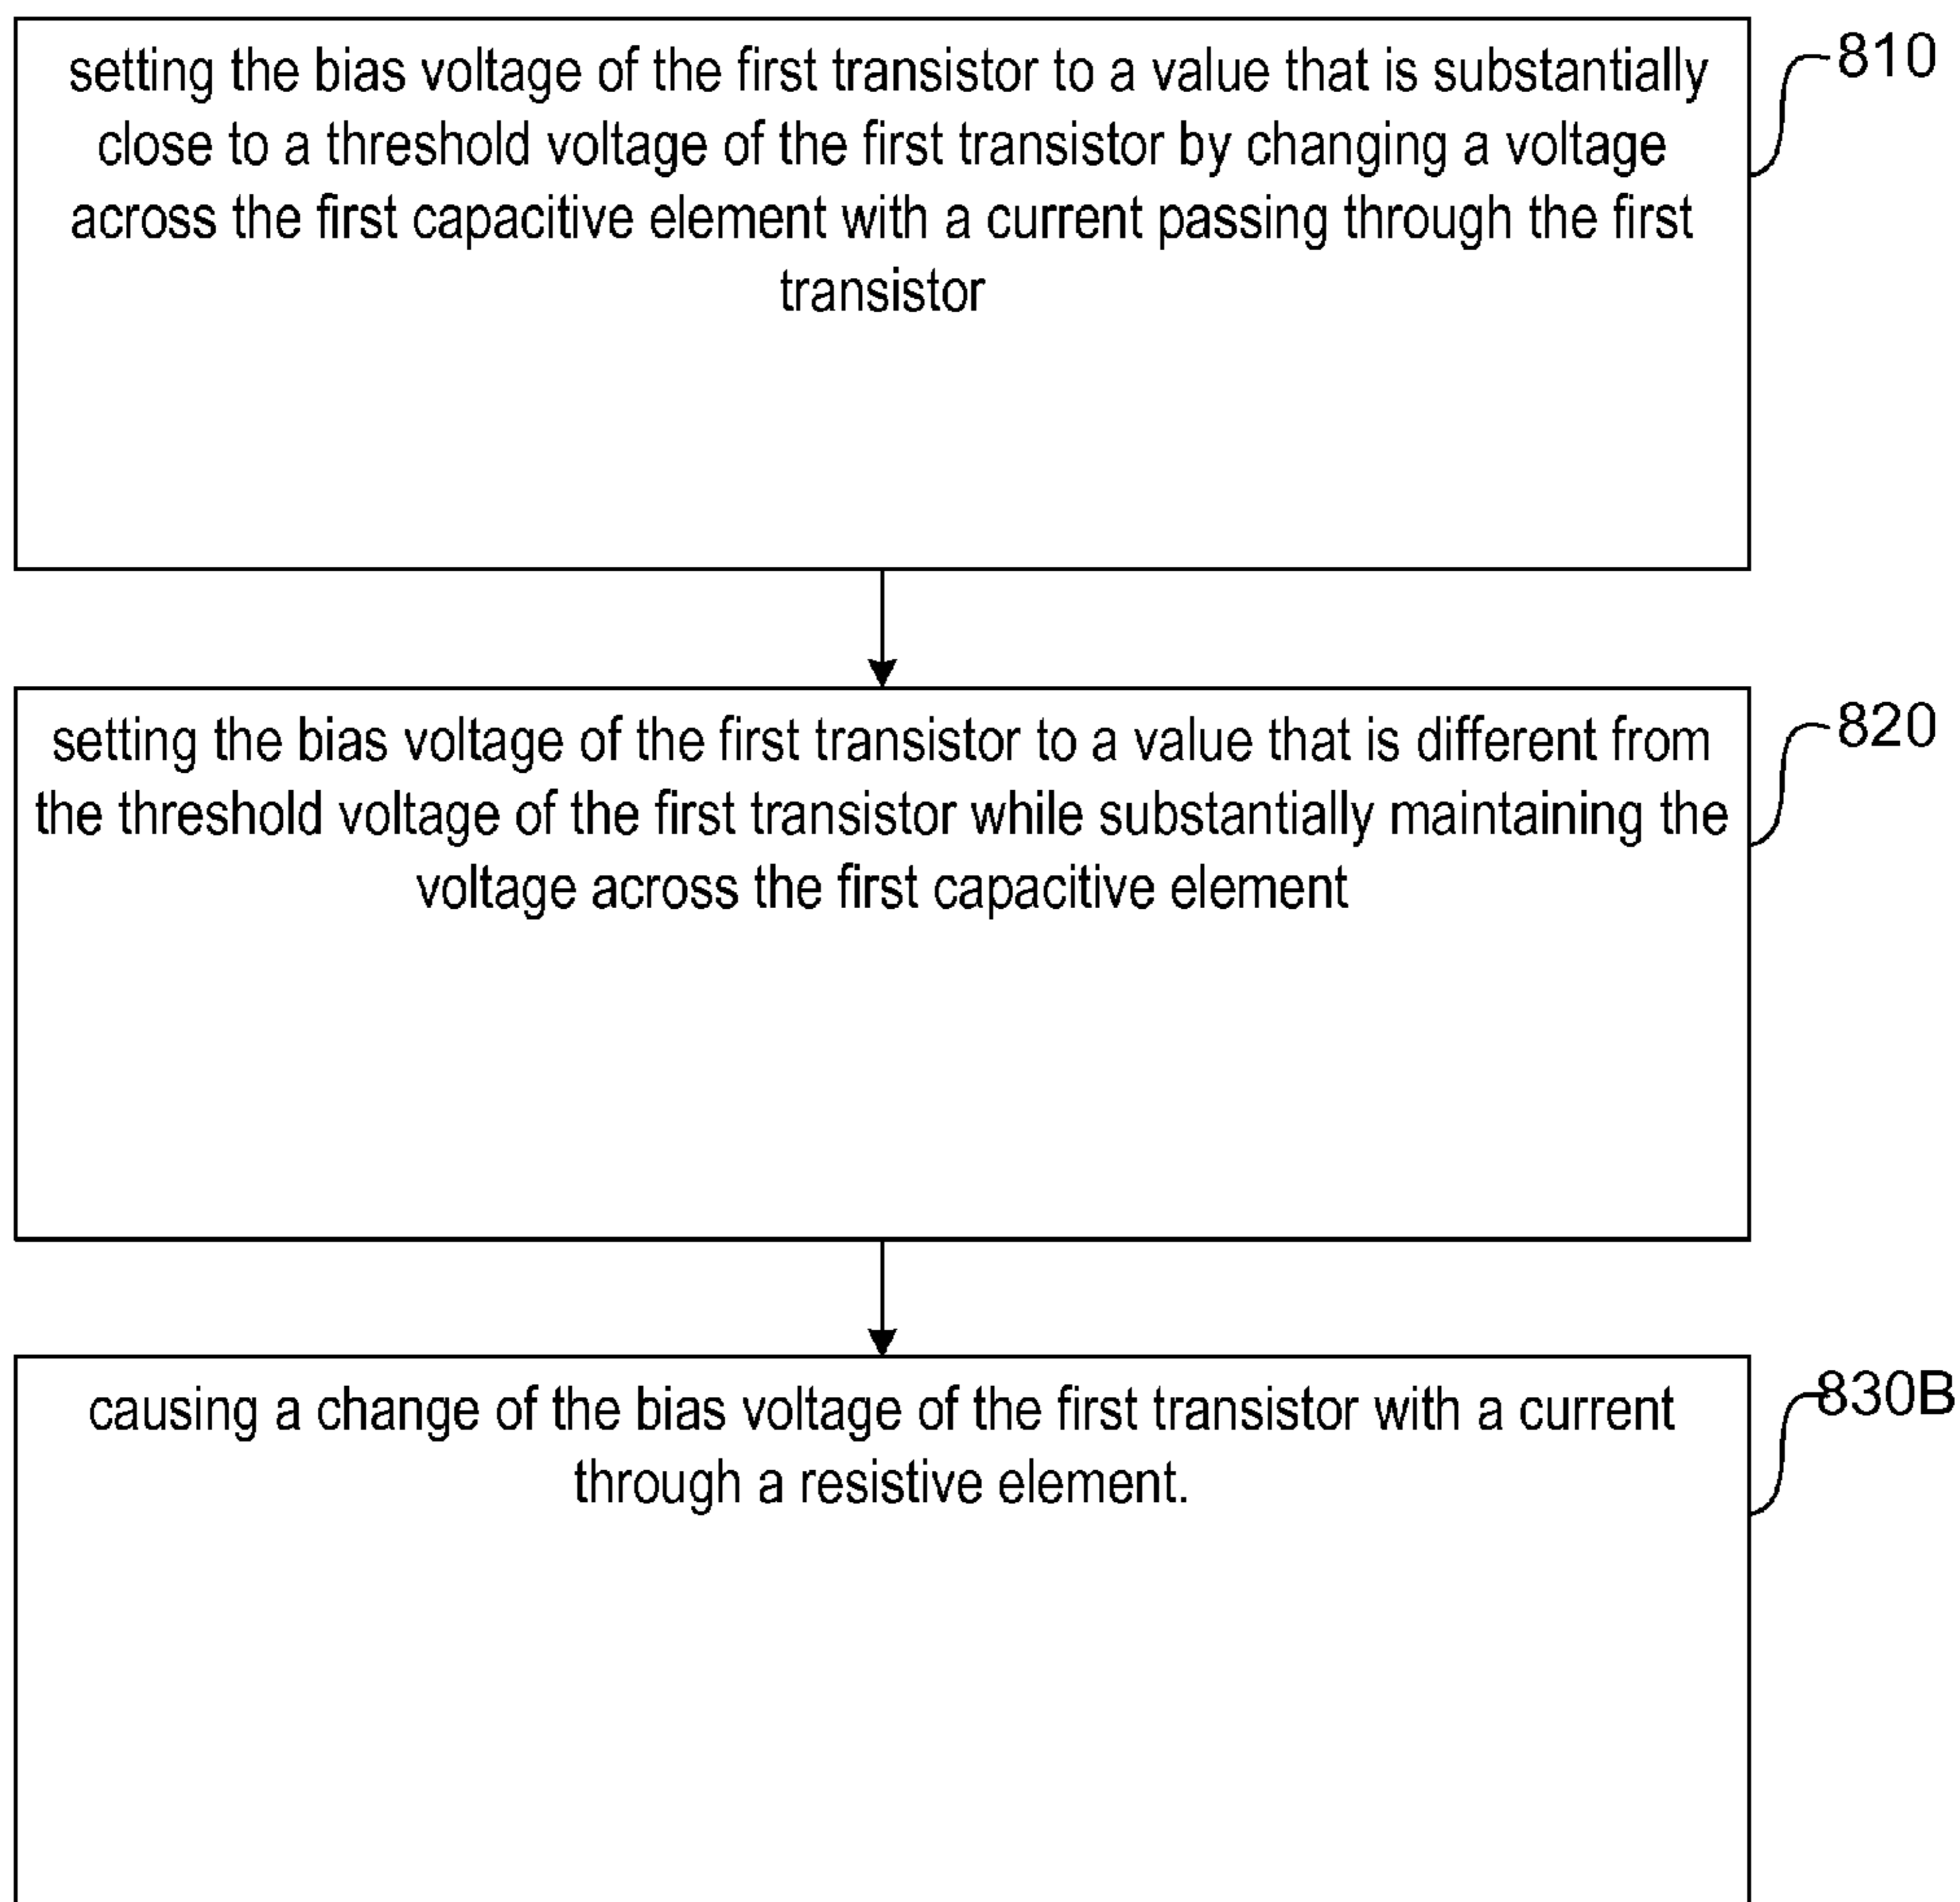 setting the bias voltage of the first transistor to a value that is substantially
close to a threshold voltage of the first transistor by changing a voltage
across the first capacitive element with a current passing through the first
transistor
810
setting the bias voltage of the first transistor to a value that is different from
the threshold voltage of the first transistor while substantially maintaining the
voltage across the first capacitive element
820
causing a change of the bias voltage of the first transistor with a current
through a resistive element.
830B